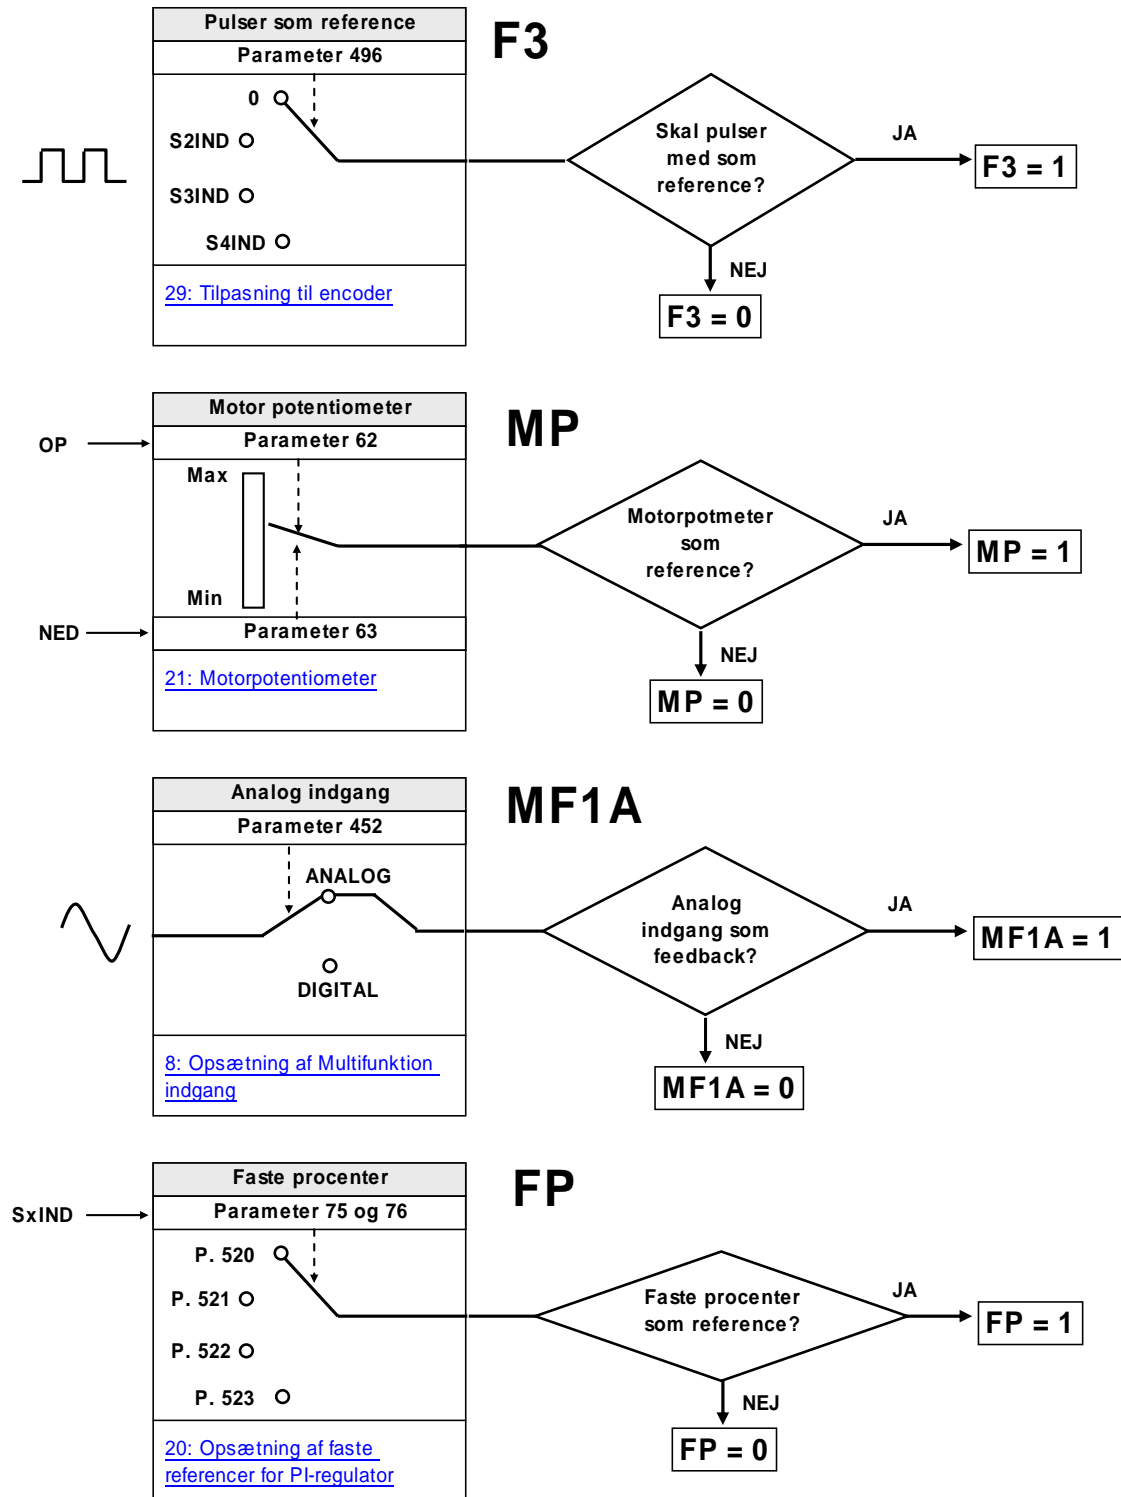 Pulser som reference
F3
Parameter 496
0
S2IND
S3IND
S4IND
29: Tilpasning til encoder
Skal pulser
med som
reference?
JA
F3 = 1
NEJ
F3 = 0
Motor potentiometer
MP
OP
Parameter 62
Max
Min
NED
Parameter 63
21: Motorpotentiometer
Motorpotmeter
som
reference?
JA
MP = 1
NEJ
MP = 0
Analog indgang
MF1A
Parameter 452
ANALOG
DIGITAL
8: Opsætning af Multifunktion
indgang
Analog
indgang som
feedback?
JA
MF1A = 1
NEJ
MF1A = 0
Faste procenter
FP
SxIND
Parameter 75 og 76
P. 520
P. 521
P. 522
P. 523
20: Opsætning af faste
referencer for PI-regulator
Faste procenter
som reference?
JA
FP = 1
NEJ
FP = 0